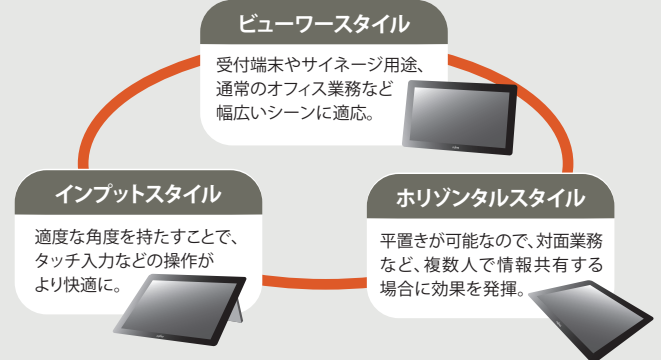 ビューワースタイル
受付端末やサイネージ用途、
通常のオフィス業務など
幅広いシーンに適応。
インプットスタイル
適度な角度を持たすことで、
タッチ入力などの操作が
より快適に。
ホリゾンタルスタイル
平置きが可能なので、対面業務
など、複数人で情報共有する
場合に効果を発揮。